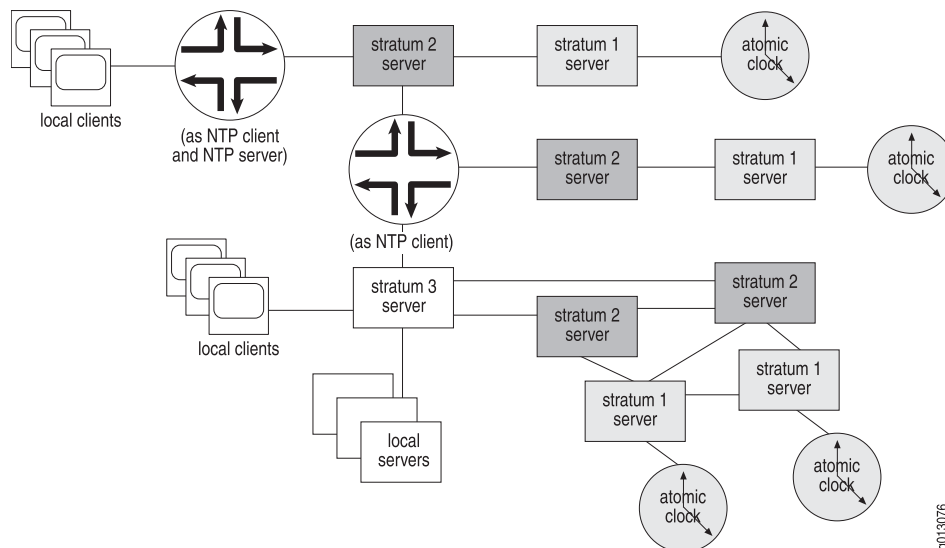 stratum 2
server
stratum 1
server
atomic
clock
local clients
(as NTP client
and NTP server)
stratum 2
server
stratum 1
server
atomic
clock
(as NTP client)
stratum 3
server
stratum 2
server
stratum 2
server
local clients
stratum 1
server
stratum 1
server
local
servers
atomic
clock
atomic
clock
g013076